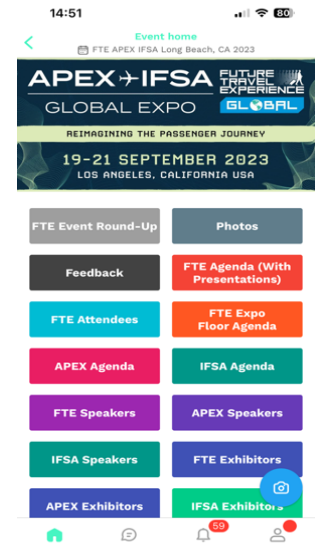 14:51
80
Event home
FTE APEX IFSA Long Beach, CA 2023
APEX IFSA
GLOBAL EXPO
FUTURE
TRAVEL
EXPERIENCE
GLOBAL
REIMAGINING THE PASSENGER JOURNEY
19-21 SEPTEMBER 2023
LOS ANGELES, CALIFORNIA USA
FTE Event Round-Up
Photos
Feedback
FTE Agenda (With
Presentations)
FTE Attendees
FTE Expo
Floor Agenda
APEX Agenda
IFSA Agenda
FTE Speakers
APEX Speakers
IFSA Speakers
FTE Exhibitors
APEX Exhibitors
IFSA Exhibitors
59